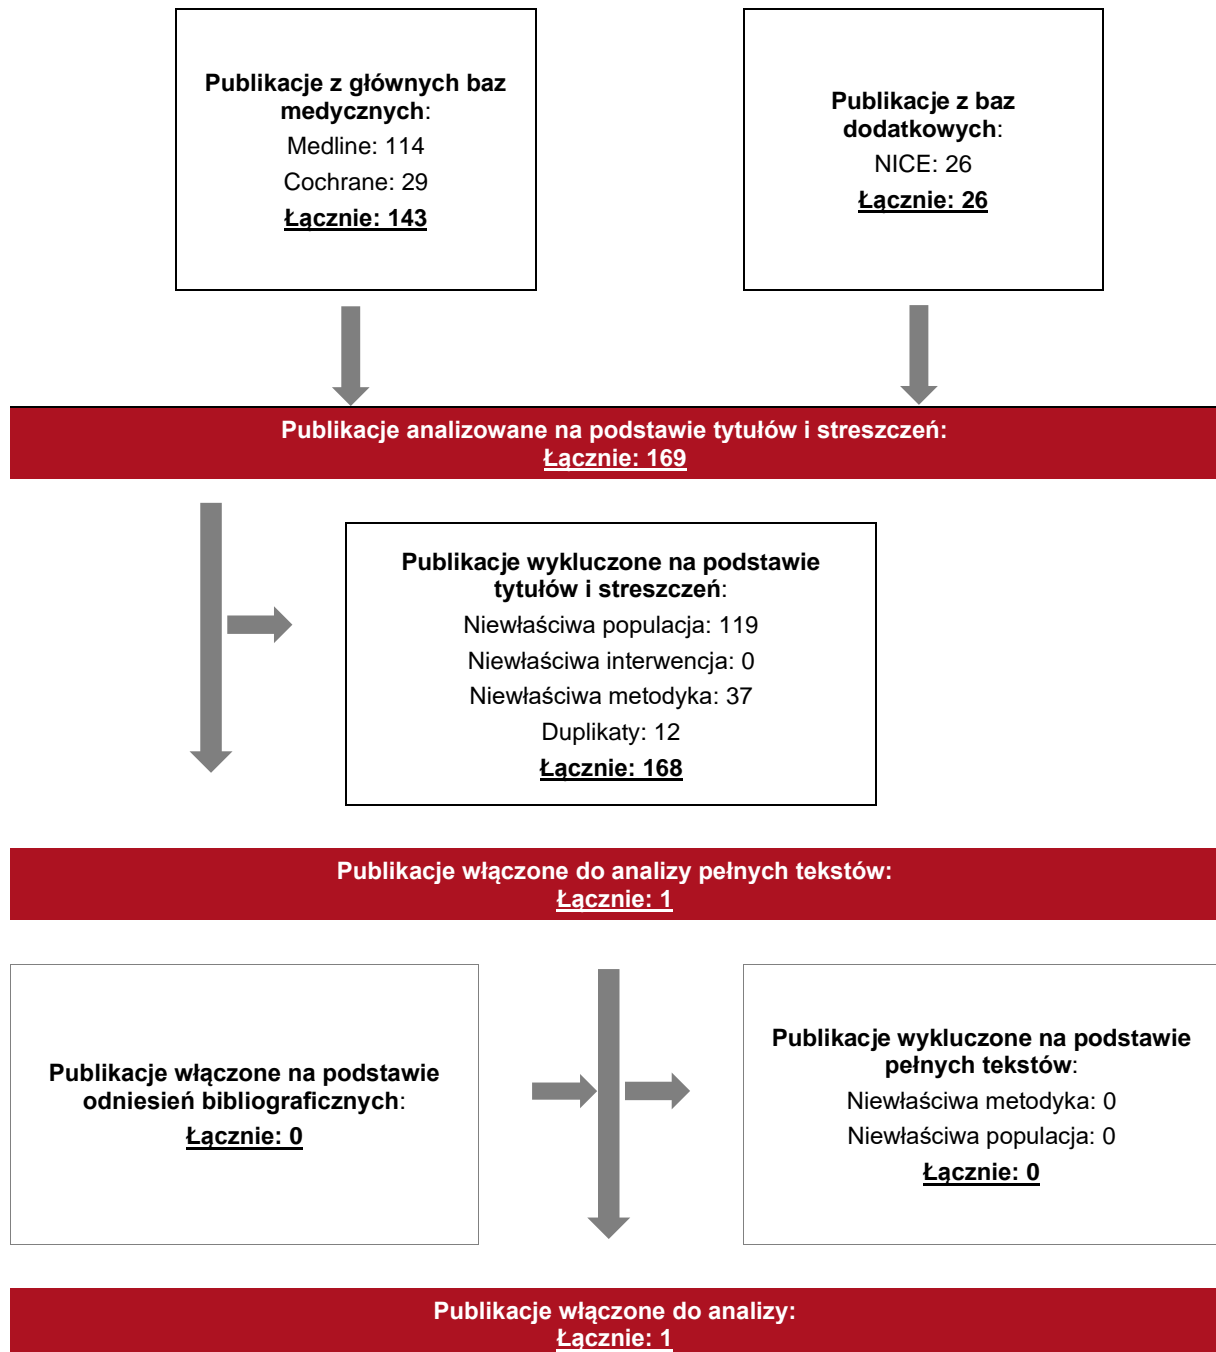 Publikacje z głównych baz
medycznych:
Medline: 114
Cochrane: 29
Łącznie: 143
Publikacje z baz
dodatkowych:
NICE: 26
Łącznie: 26
Publikacje analizowane na podstawie tytułów i streszczeń:
Łącznie: 169
Publikacje wykluczone na podstawie
tytułów i streszczeń:
Niewłaściwa populacja: 119
Niewłaściwa interwencja: 0
Niewłaściwa metodyka: 37
Duplikaty: 12
Łącznie: 168
Publikacje włączone do analizy pełnych tekstów:
Łącznie: 1
Publikacje włączone na podstawie
odniesień bibliograficznych:
Łącznie: 0
Publikacje wykluczone na podstawie
pełnych tekstów:
Niewłaściwa metodyka: 0
Niewłaściwa populacja: 0
Łącznie: 0
Publikacje włączone do analizy:
Łącznie: 1